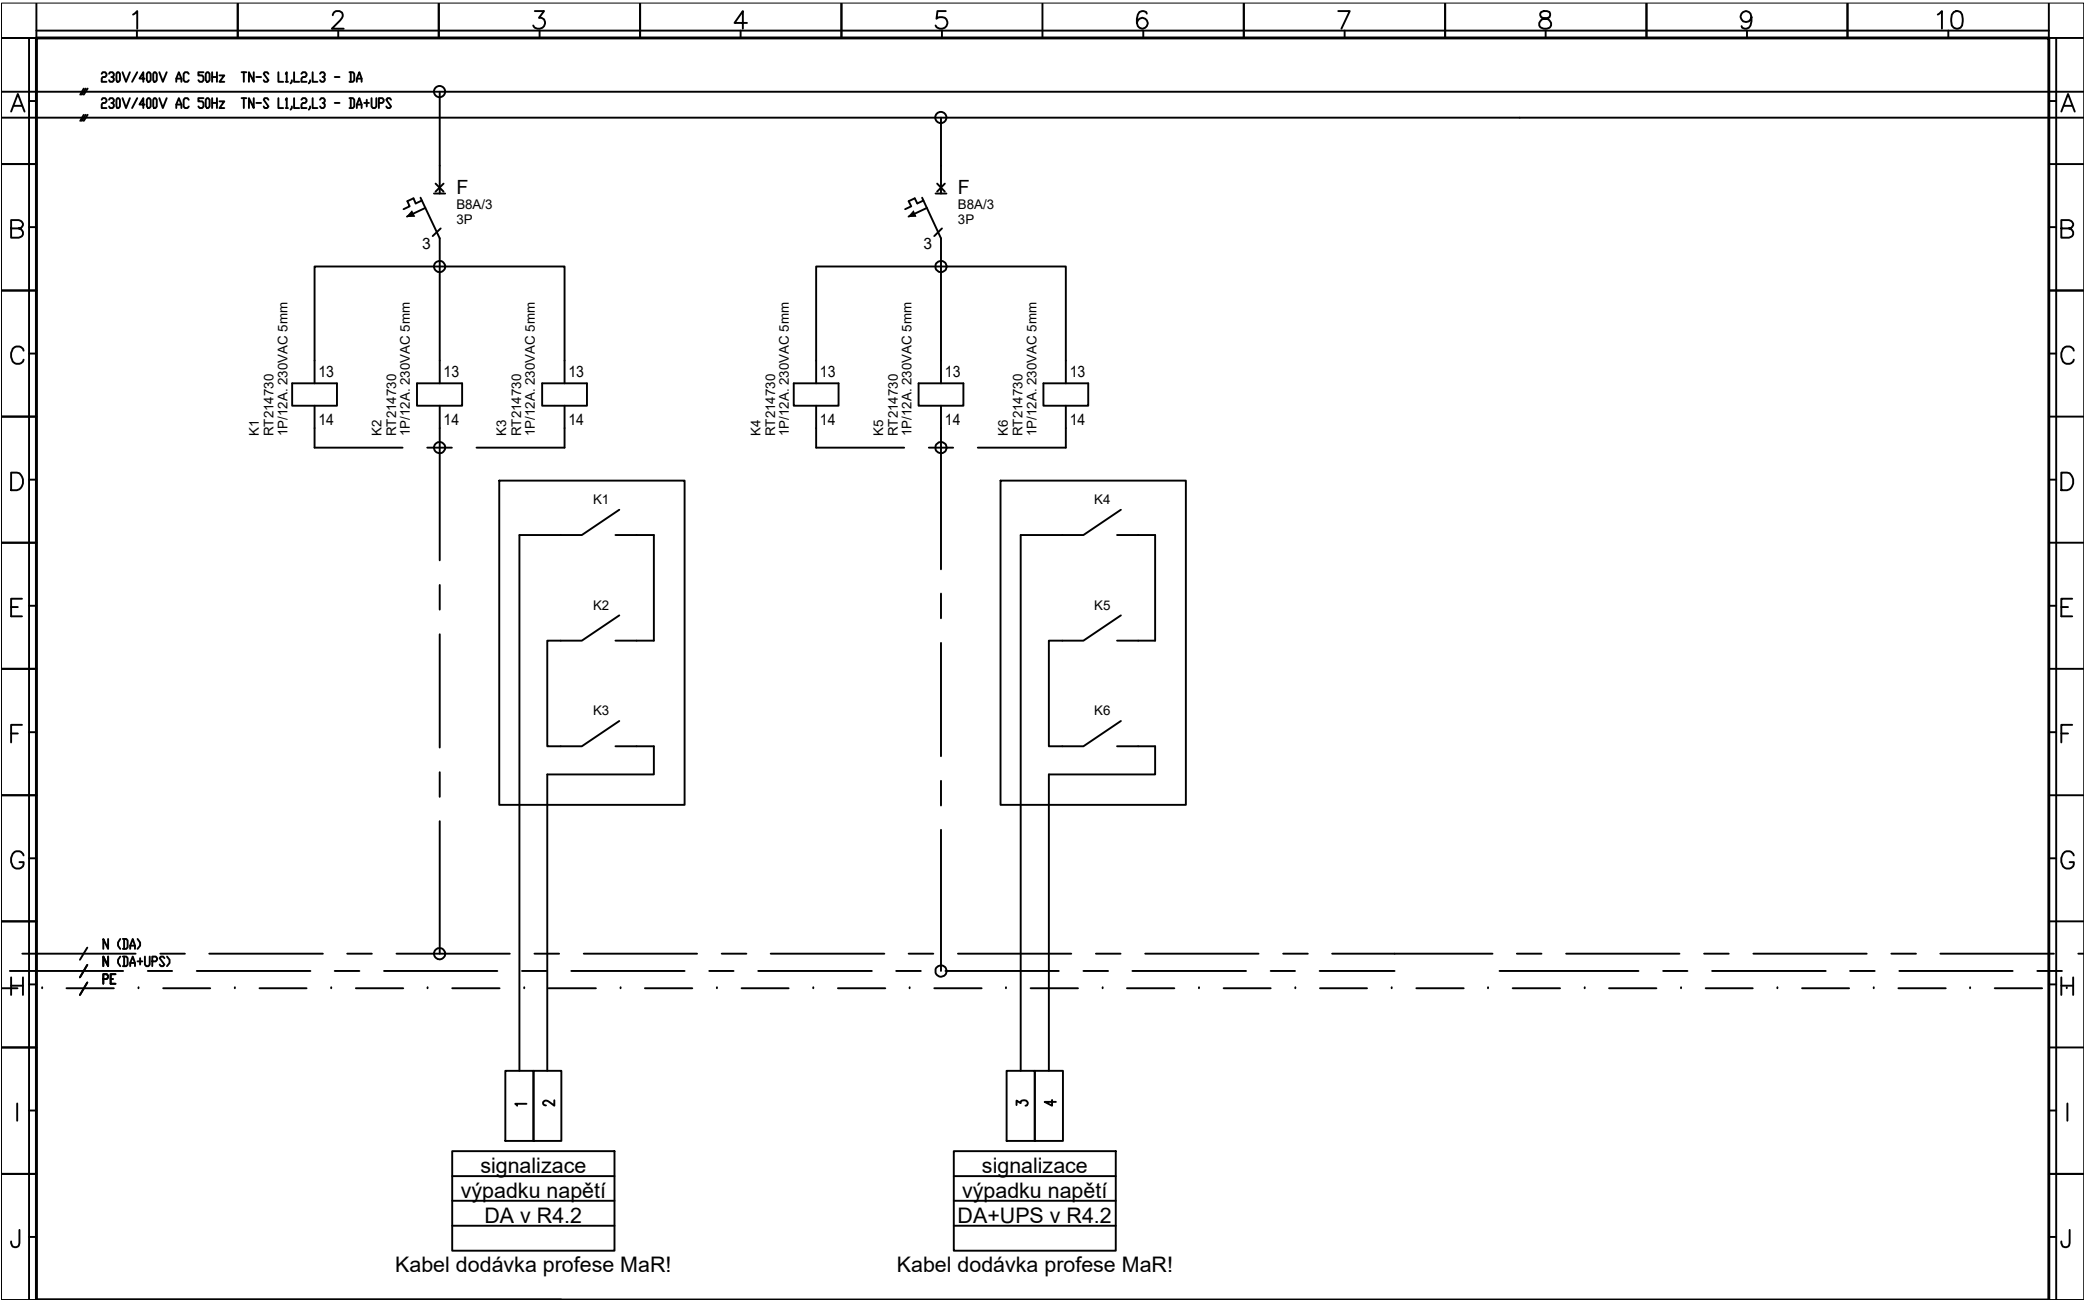 1 2 3 4 5 6 7 8 9 10
230V/400V AC 50Hz TN-S L1,L2,L3 - DA
A A
230V/400V AC 50Hz TN-S L1,L2,L3 - DA+UPS
F
B8A/3
3P
3
F
B8A/3
3P
3
B B
K1
RT214730
1P/12A. 230VAC 5mm
13
14
K2
RT214730
1P/12A. 230VAC 5mm
13
14
K3
RT214730
1P/12A. 230VAC 5mm
13
14
K4
RT214730
1P/12A. 230VAC 5mm
13
14
K5
RT214730
1P/12A. 230VAC 5mm
13
14
K6
RT214730
1P/12A. 230VAC 5mm
13
14
C C
D D
K1 K4
E E
K2 K5
K3 K6
F F
G G
N (DA)
N (DA+UPS)
PE
H H
1 2 3 4
I I
signalizace
výpadku napětí
DA v R4.2
Kabel dodávka profese MaR!
signalizace
výpadku napětí
DA+UPS v R4.2
Kabel dodávka profese MaR!
J J